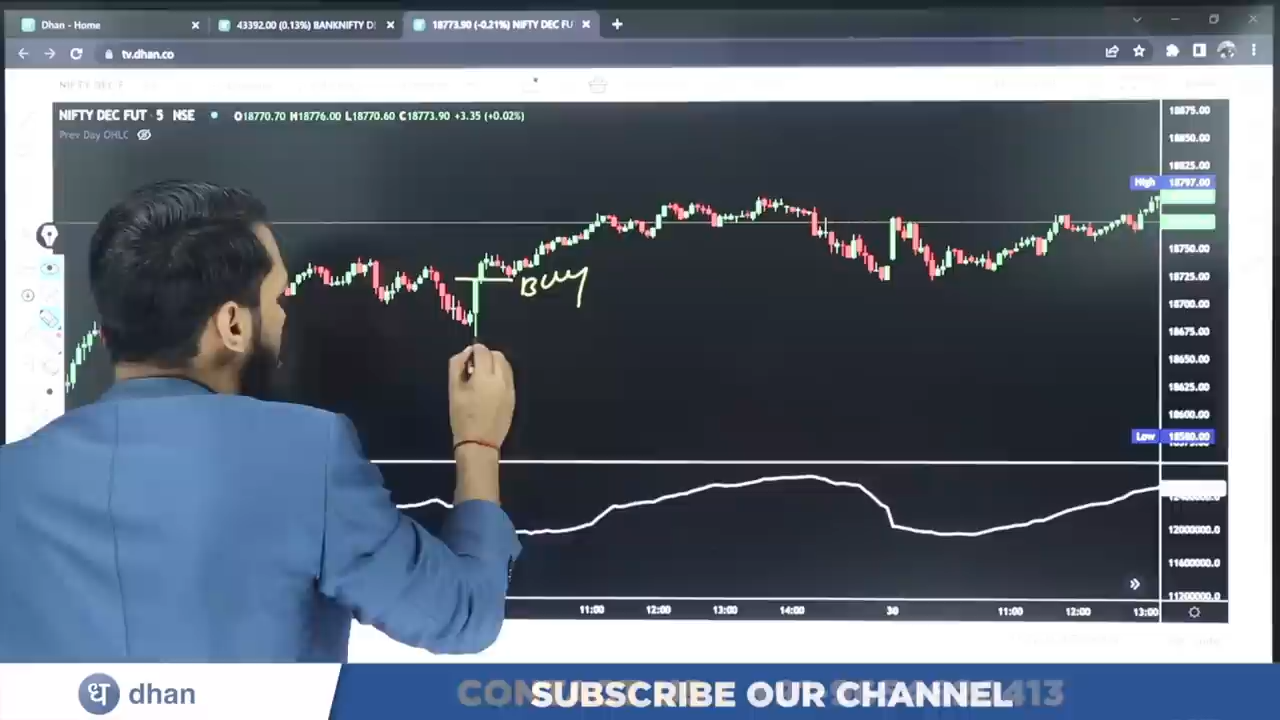 Dhan - Home
43392.00 (0.13%) BANKNIFTY D
18773.90 (-0.21%) NIFTY DEC FU
tv.dhan.co
NIFTY DEC F
NIFTY DEC FUT · 5 NSE O18770.70 H18776.00 L18770.60 C18773.90 +3.35 (+0.02%)
Prev Day OHLC
18875.00
18850.00
18825.00
High 18797.00
18750.00
18725.00
Buy
18700.00
18675.00
18650.00
18625.00
18600.00
Low 18580.00
12000000.0
11600000.0
11200000.0
11:00 12:00 13:00 14:00 30 11:00 12:00 13:00
ध dhan
SUBSCRIBE OUR CHANNEL